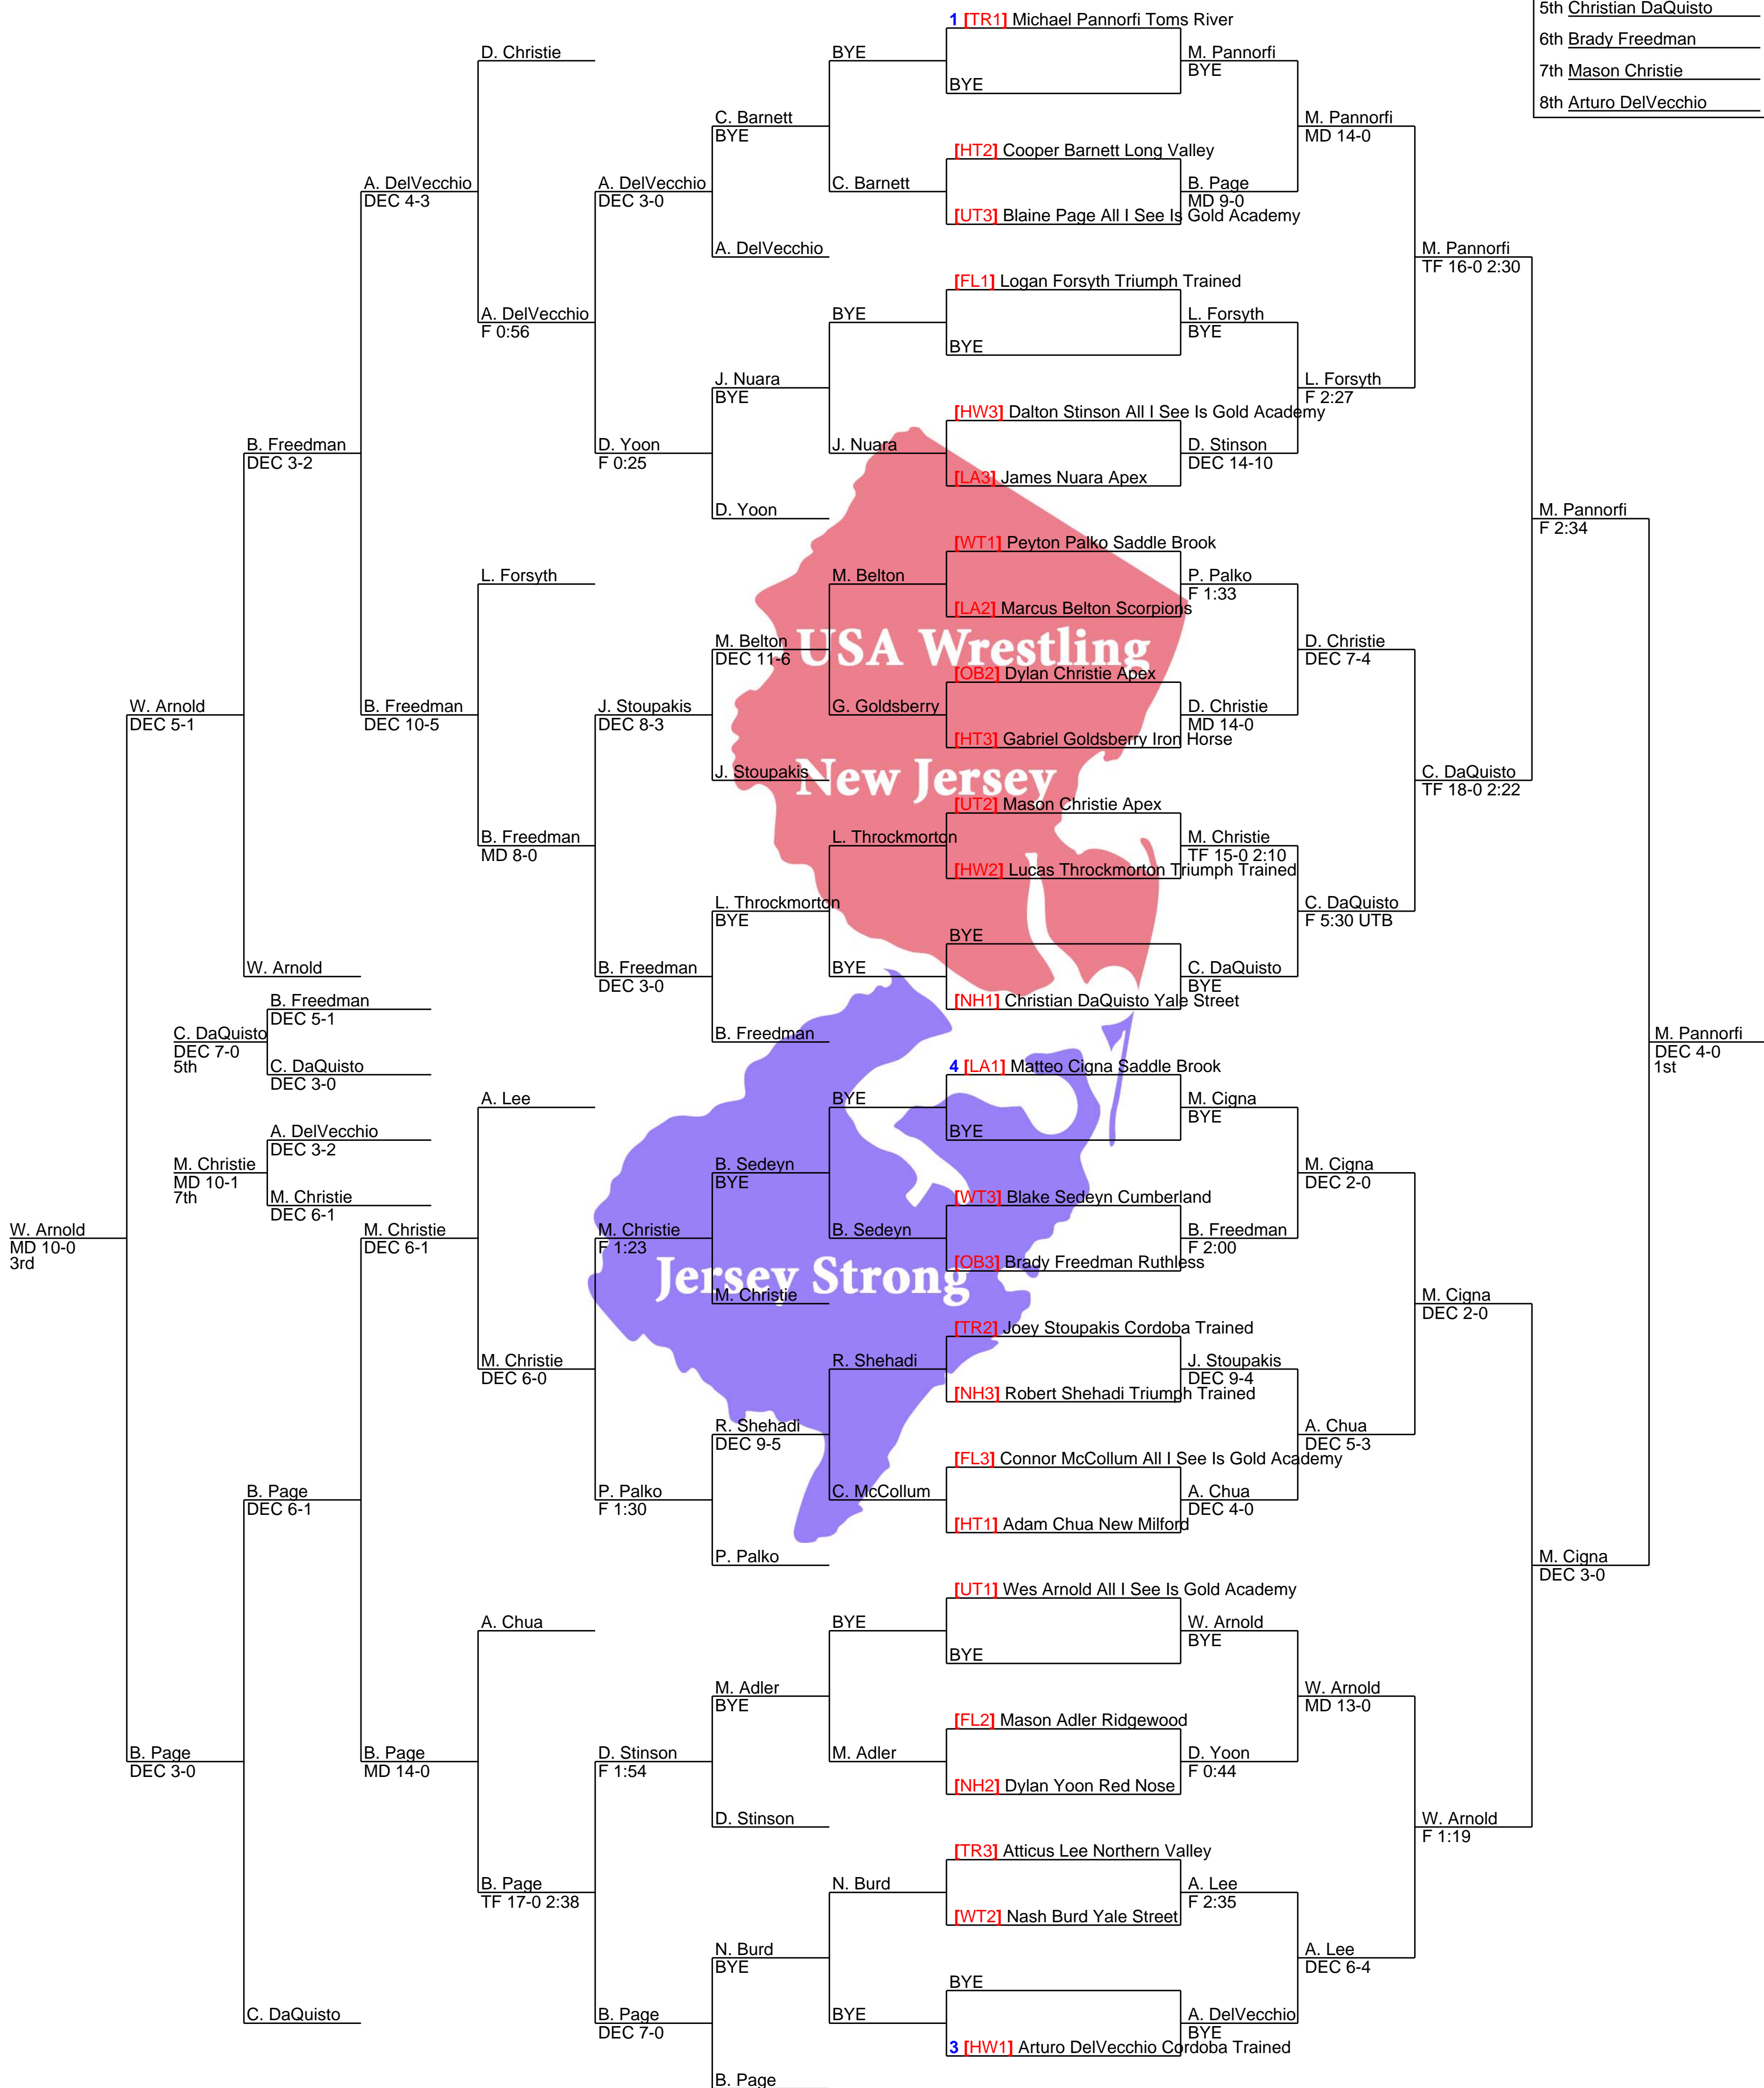 5th Christian DaQuisto
6th Brady Freedman
7th Mason Christie
8th Arturo DelVecchio
1 [TR1] Michael Pannorfi Toms River
BYE
[HT2] Cooper Barnett Long Valley
[UT3] Blaine Page All I See Is Gold Academy
[FL1] Logan Forsyth Triumph Trained
BYE
[HW3] Dalton Stinson All I See Is Gold Academy
[LA3] James Nuara Apex
[WT1] Peyton Palko Saddle Brook
[LA2] Marcus Belton Scorpions
[OB2] Dylan Christie Apex
[HT3] Gabriel Goldsberry Iron Horse
[UT2] Mason Christie Apex
[HW2] Lucas Throckmorton Triumph Trained
BYE
[NH1] Christian DaQuisto Yale Street
4 [LA1] Matteo Cigna Saddle Brook
BYE
[WT3] Blake Sedeyn Cumberland
[OB3] Brady Freedman Ruthless
[TR2] Joey Stoupakis Cordoba Trained
[NH3] Robert Shehadi Triumph Trained
[FL3] Connor McCollum All I See Is Gold Academy
[HT1] Adam Chua New Milford
[UT1] Wes Arnold All I See Is Gold Academy
BYE
[FL2] Mason Adler Ridgewood
[NH2] Dylan Yoon Red Nose
[TR3] Atticus Lee Northern Valley
[WT2] Nash Burd Yale Street
BYE
3 [HW1] Arturo DelVecchio Cordoba Trained
M. Pannorfi
BYE
B. Page
MD 9-0
L. Forsyth
BYE
D. Stinson
DEC 14-10
P. Palko
F 1:33
D. Christie
MD 14-0
M. Christie
TF 15-0 2:10
C. DaQuisto
BYE
M. Cigna
BYE
B. Freedman
F 2:00
J. Stoupakis
DEC 9-4
A. Chua
DEC 4-0
W. Arnold
BYE
D. Yoon
F 0:44
A. Lee
F 2:35
A. DelVecchio
BYE
M. Pannorfi
MD 14-0
L. Forsyth
F 2:27
D. Christie
DEC 7-4
C. DaQuisto
F 5:30 UTB
M. Cigna
DEC 2-0
A. Chua
DEC 5-3
W. Arnold
MD 13-0
A. Lee
DEC 6-4
M. Pannorfi
TF 16-0 2:30
C. DaQuisto
TF 18-0 2:22
M. Cigna
DEC 2-0
W. Arnold
F 1:19
M. Pannorfi
F 2:34
M. Cigna
DEC 3-0
M. Pannorfi
DEC 4-0
1st
BYE
C. Barnett
BYE
J. Nuara
M. Belton
G. Goldsberry
L. Throckmorton
BYE
BYE
B. Sedeyn
R. Shehadi
C. McCollum
BYE
M. Adler
N. Burd
BYE
C. Barnett
BYE
A. DelVecchio
J. Nuara
BYE
D. Yoon
M. Belton
DEC 11-6
J. Stoupakis
L. Throckmorton
BYE
B. Freedman
B. Sedeyn
BYE
M. Christie
R. Shehadi
DEC 9-5
P. Palko
M. Adler
BYE
D. Stinson
N. Burd
BYE
B. Page
A. DelVecchio
DEC 3-0
D. Yoon
F 0:25
J. Stoupakis
DEC 8-3
B. Freedman
DEC 3-0
M. Christie
F 1:23
P. Palko
F 1:30
D. Stinson
F 1:54
B. Page
DEC 7-0
D. Christie
A. DelVecchio
F 0:56
L. Forsyth
B. Freedman
MD 8-0
A. Lee
M. Christie
DEC 6-0
A. Chua
B. Page
TF 17-0 2:38
A. DelVecchio
DEC 4-3
B. Freedman
DEC 10-5
M. Christie
DEC 6-1
B. Page
MD 14-0
B. Freedman
DEC 3-2
W. Arnold
B. Page
DEC 6-1
C. DaQuisto
W. Arnold
DEC 5-1
B. Page
DEC 3-0
W. Arnold
MD 10-0
3rd
B. Freedman
DEC 5-1
C. DaQuisto
DEC 3-0
C. DaQuisto
DEC 7-0
5th
A. DelVecchio
DEC 3-2
M. Christie
DEC 6-1
M. Christie
MD 10-1
7th
USA Wrestling
New Jersey
Jersey Strong